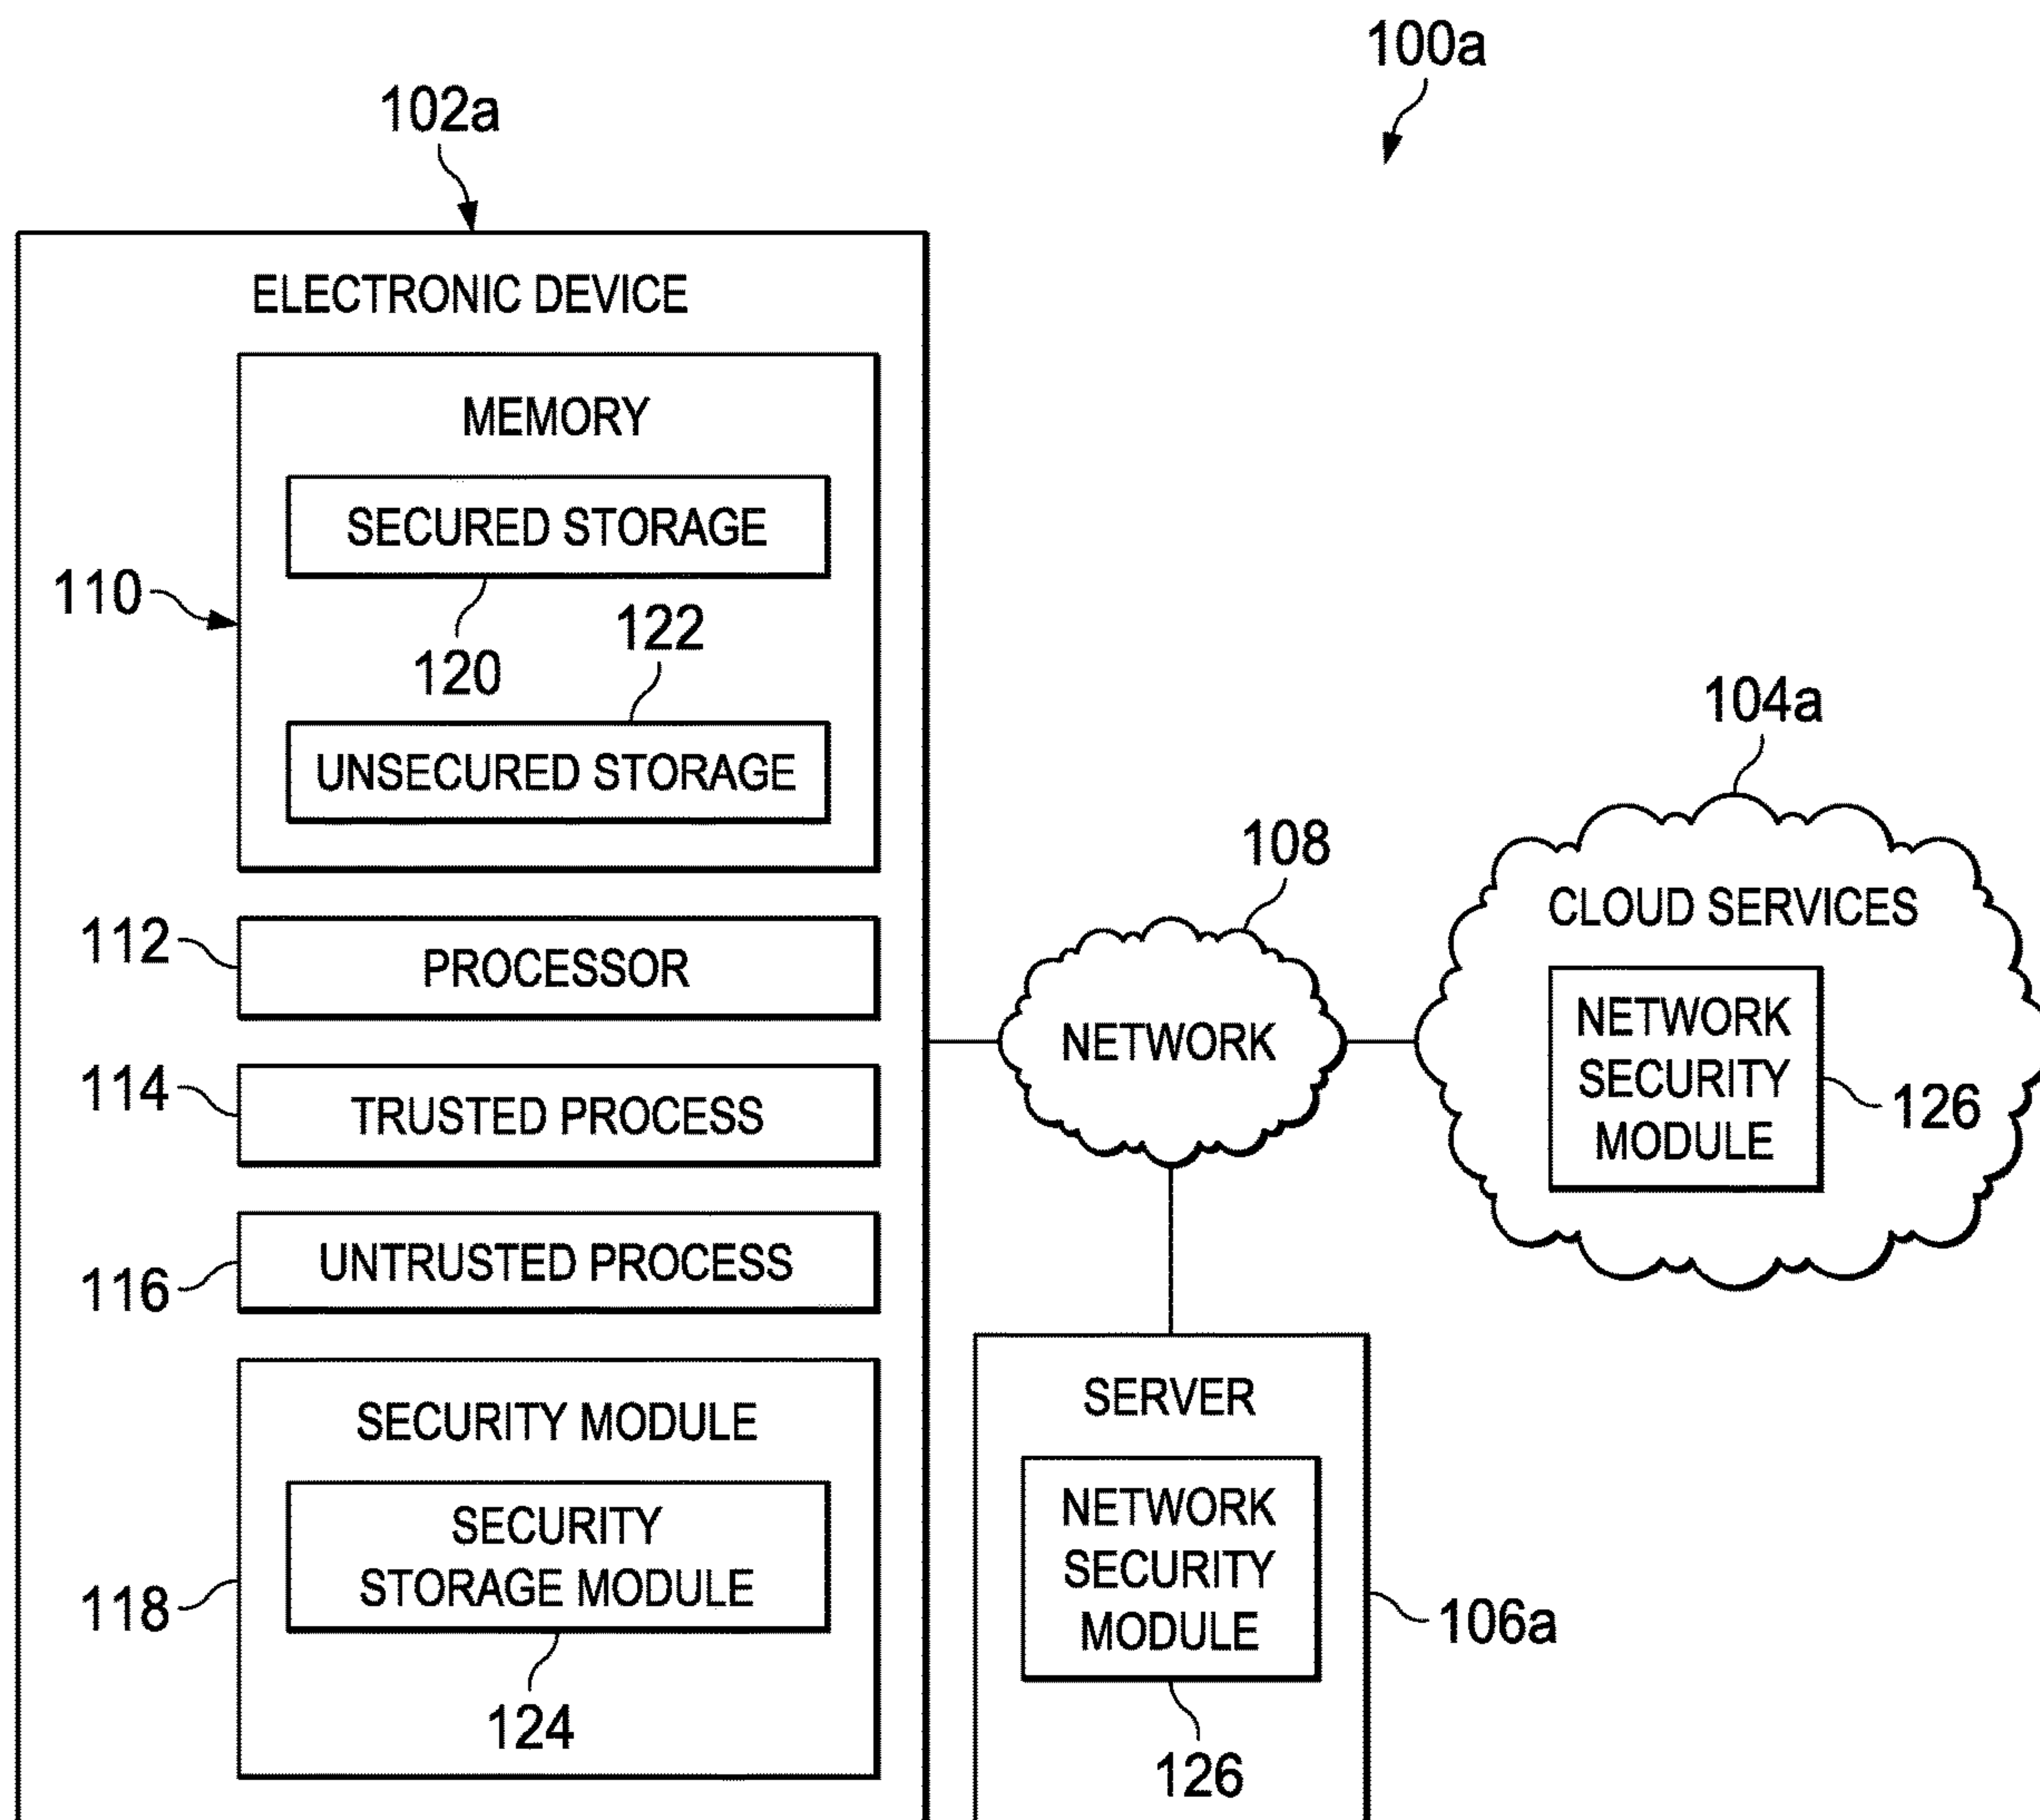 100a
102a
ELECTRONIC DEVICE
MEMORY
SECURED STORAGE
110
120
122
UNSECURED STORAGE
112
PROCESSOR
114
TRUSTED PROCESS
116
UNTRUSTED PROCESS
SECURITY MODULE
SECURITY
STORAGE MODULE
118
124
108
NETWORK
104a
CLOUD SERVICES
NETWORK
SECURITY
MODULE
126
SERVER
NETWORK
SECURITY
MODULE
106a
126